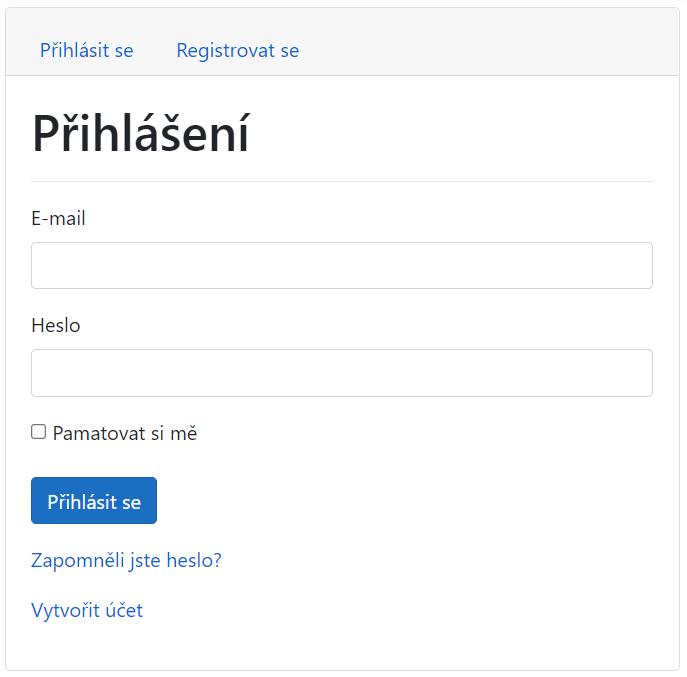 Přihlásit se Registrovat se
Přihlášení
E-mail
Heslo
Pamatovat si mě
Přihlásit se
Zapomněli jste heslo?
Vytvořit účet